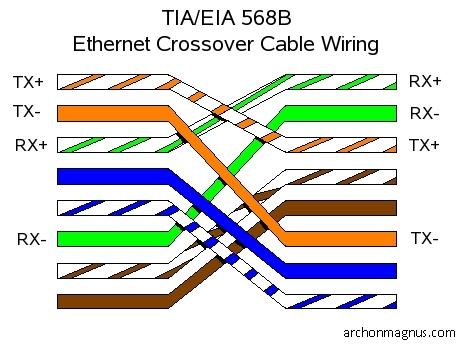 TIA/EIA 568B
Ethernet Crossover Cable Wiring
TX+ RX+
TX- RX-
RX+ TX+
RX- TX-
archonmagnus.com